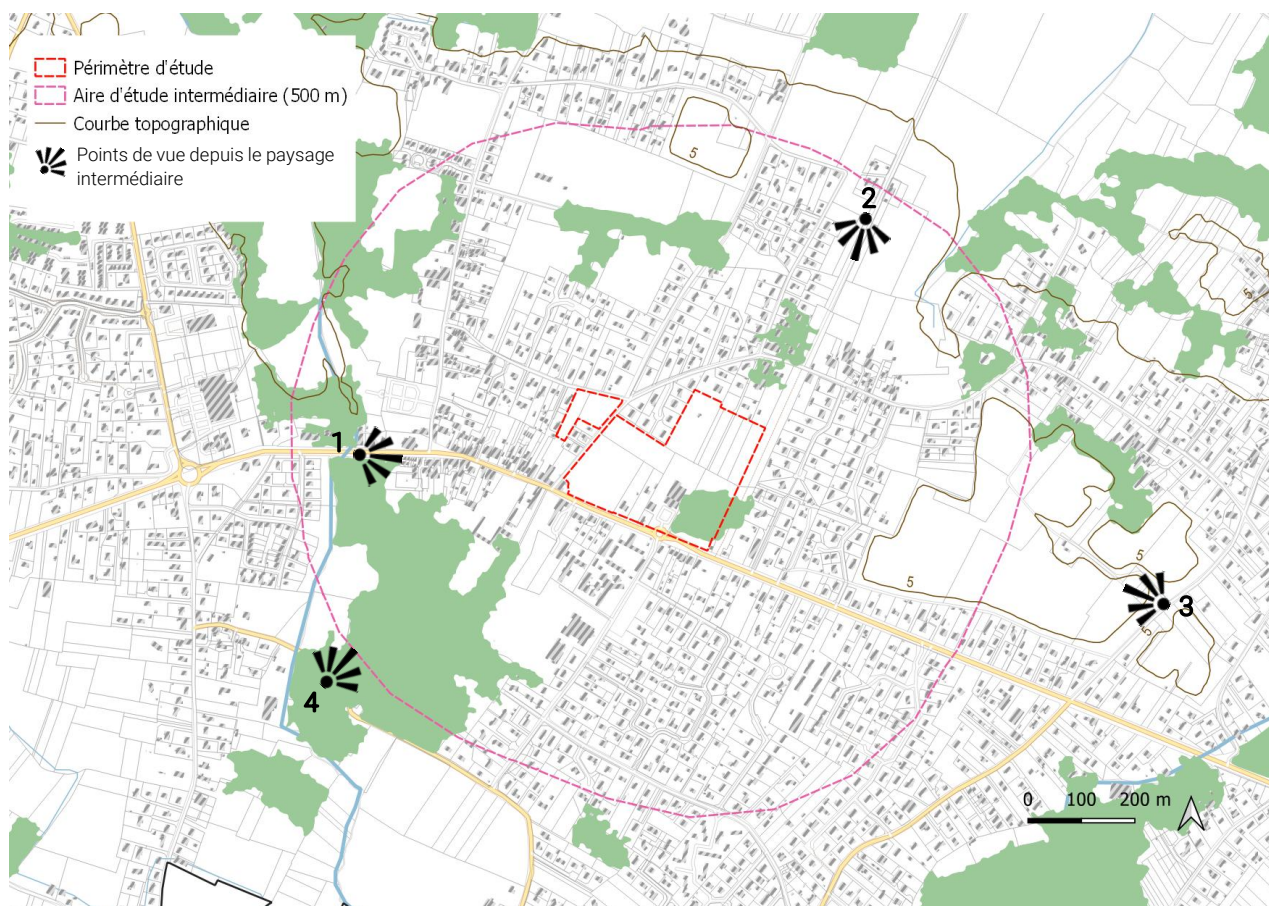 Périmètre d'étude
Aire d'étude intermédiaire (500 m)
Courbe topographique
Points de vue depuis le paysage
intermédiaire
5
2
5
1
5
5
3
5
4
0 100 200 m